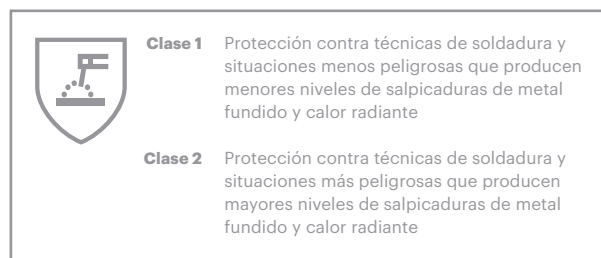 Clase 1 Protección contra técnicas de soldadura y
situaciones menos peligrosas que producen
menores niveles de salpicaduras de metal
fundido y calor radiante
Clase 2 Protección contra técnicas de soldadura y
situaciones más peligrosas que producen
mayores niveles de salpicaduras de metal
fundido y calor radiante